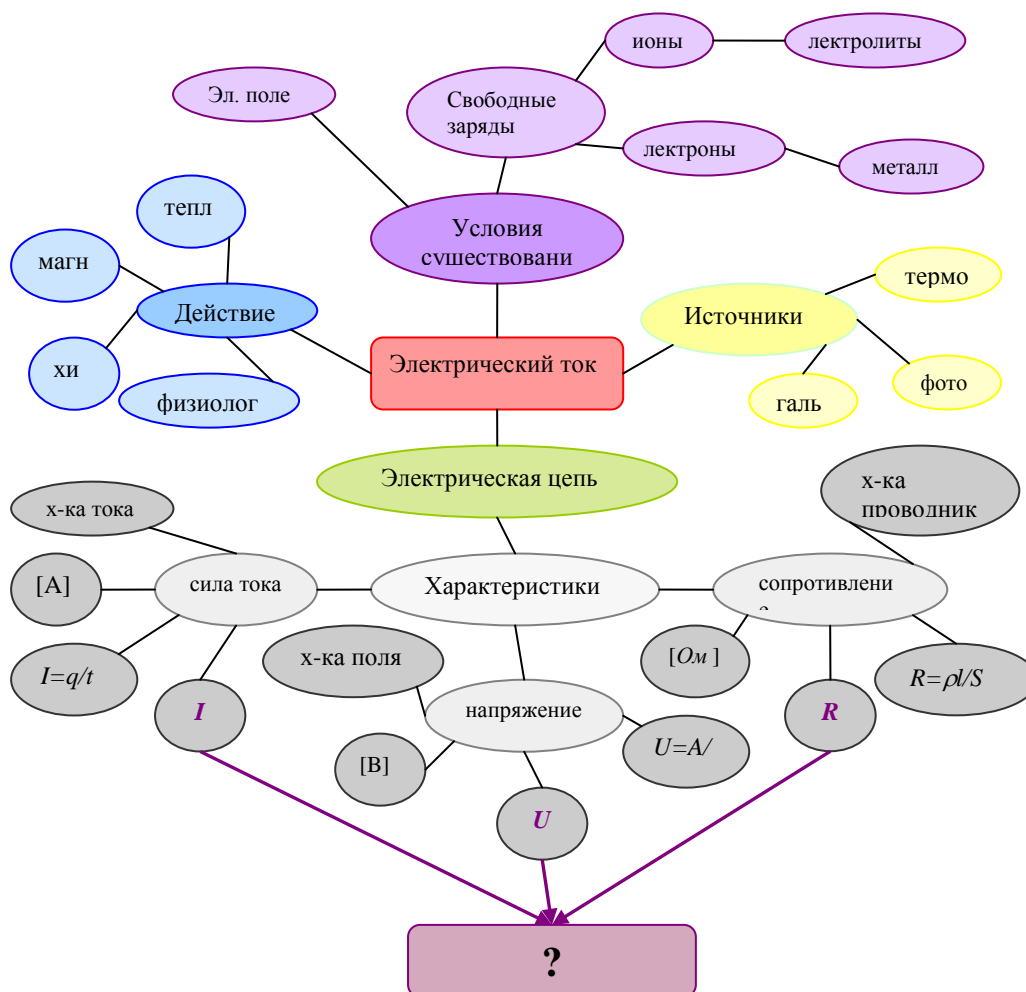 ионы
лектролиты
Эл. поле
Свободные
заряды
лектроны
металл
тепл
Условия
существовани
магн
термо
Действие
Источники
Электрический ток
хи
физиолог
галь
фото
Электрическая цепь
х-ка
проводник
х-ка тока
[А]
сила тока
Характеристики
сопротивлени
I=q/t
х-ка поля
[Ом ]
R=ρl/S
I
напряжение
R
[В]
U=A/
U
?